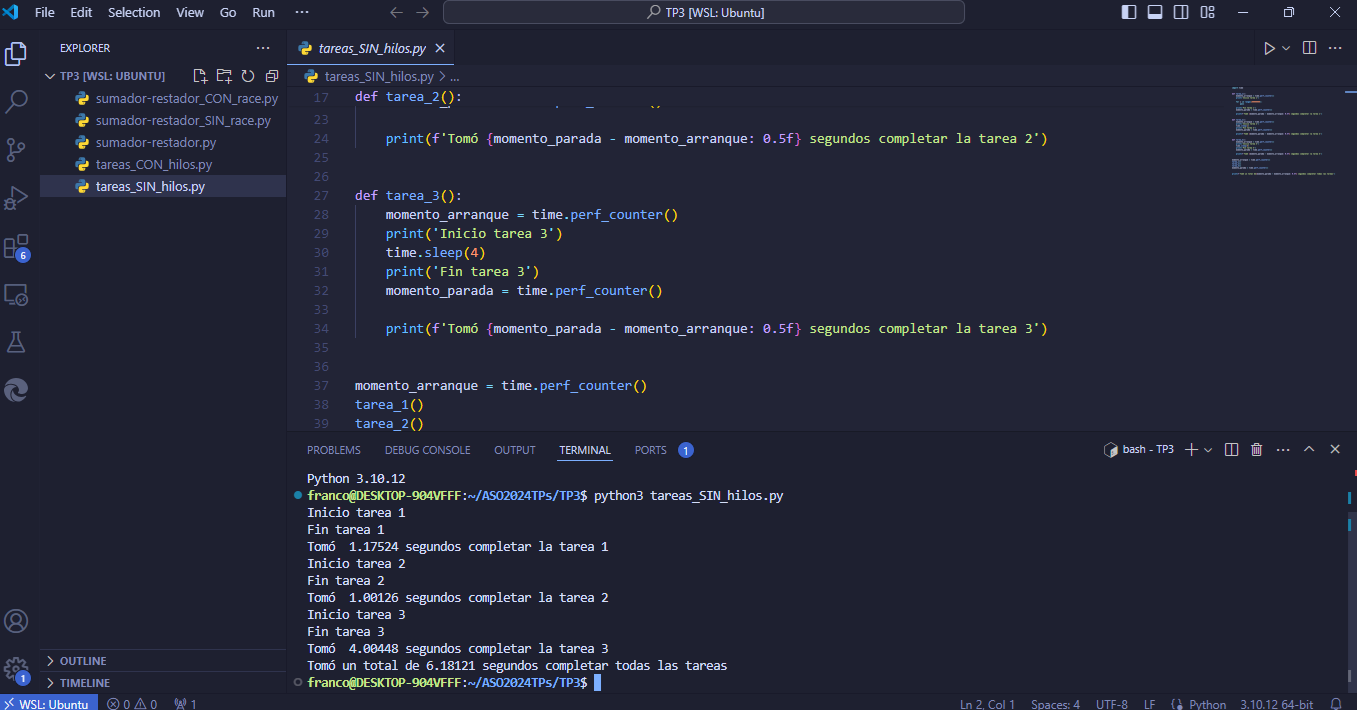 File Edit Selection View Go Run ··· TP3 [WSL: Ubuntu]
EXPLORER ···
TP3 [WSL: UBUNTU]
sumador-restador_CON_race.py
sumador-restador_SIN_race.py
sumador-restador.py
tareas_CON_hilos.py
tareas_SIN_hilos.py
6
OUTLINE
TIMELINE
1
tareas_SIN_hilos.py
tareas_SIN_hilos.py > ...
17 def tarea_2():
23
24 print(f'Tomó {momento_parada - momento_arranque: 0.5f} segundos completar la tarea 2')
25
26
27 def tarea_3():
28 momento_arranque = time.perf_counter()
29 print('Inicio tarea 3')
30 time.sleep(4)
31 print('Fin tarea 3')
32 momento_parada = time.perf_counter()
33
34 print(f'Tomó {momento_parada - momento_arranque: 0.5f} segundos completar la tarea 3')
35
36
37 momento_arranque = time.perf_counter()
38 tarea_1()
39 tarea_2()
PROBLEMS DEBUG CONSOLE OUTPUT TERMINAL PORTS 1 bash - TP3
Python 3.10.12
franco@DESKTOP-904VFFF:~/ASO2024TPs/TP3$ python3 tareas_SIN_hilos.py
Inicio tarea 1
Fin tarea 1
Tomó  1.17524 segundos completar la tarea 1
Inicio tarea 2
Fin tarea 2
Tomó  1.00126 segundos completar la tarea 2
Inicio tarea 3
Fin tarea 3
Tomó  4.00448 segundos completar la tarea 3
Tomó un total de 6.18121 segundos completar todas las tareas
franco@DESKTOP-904VFFF:~/ASO2024TPs/TP3$
WSL: Ubuntu 0 0 1 Ln 2, Col 1 Spaces: 4 UTF-8 LF Python 3.10.12 64-bit